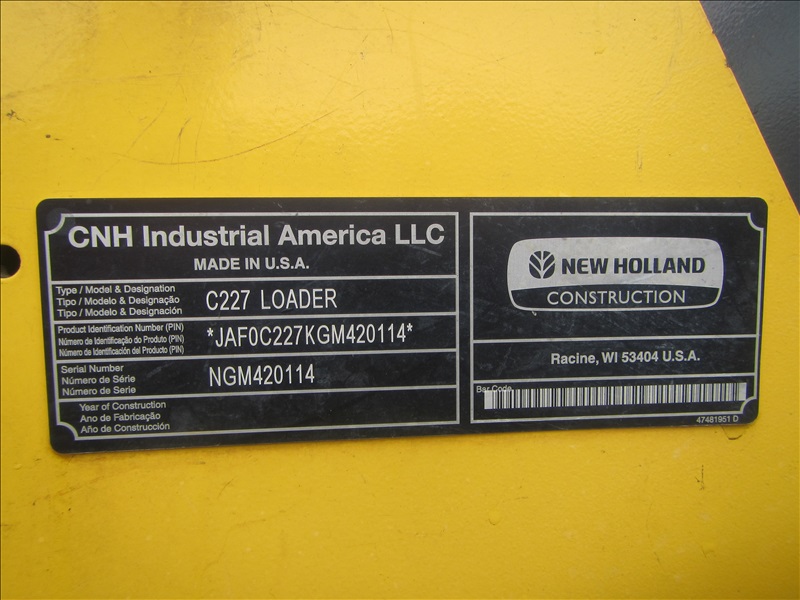 CNH Industrial America LLC
MADE IN U.S.A.
Type / Model & Designation
Tipo / Modelo & Designação
Tipo / Modelo & Designación
C227 LOADER
Product Identification Number (PIN)
Número de Identificação do Produto (PIN)
Número de Identificación del Producto (PIN)
*JAF0C227KGM420114*
Serial Number
Número de Série
Número de Serie
NGM420114
Year of Construction
Ano de Fabricação
Año de Construcción
NEW HOLLAND
CONSTRUCTION
Racine, WI 53404 U.S.A.
Bar Code
47481951 D